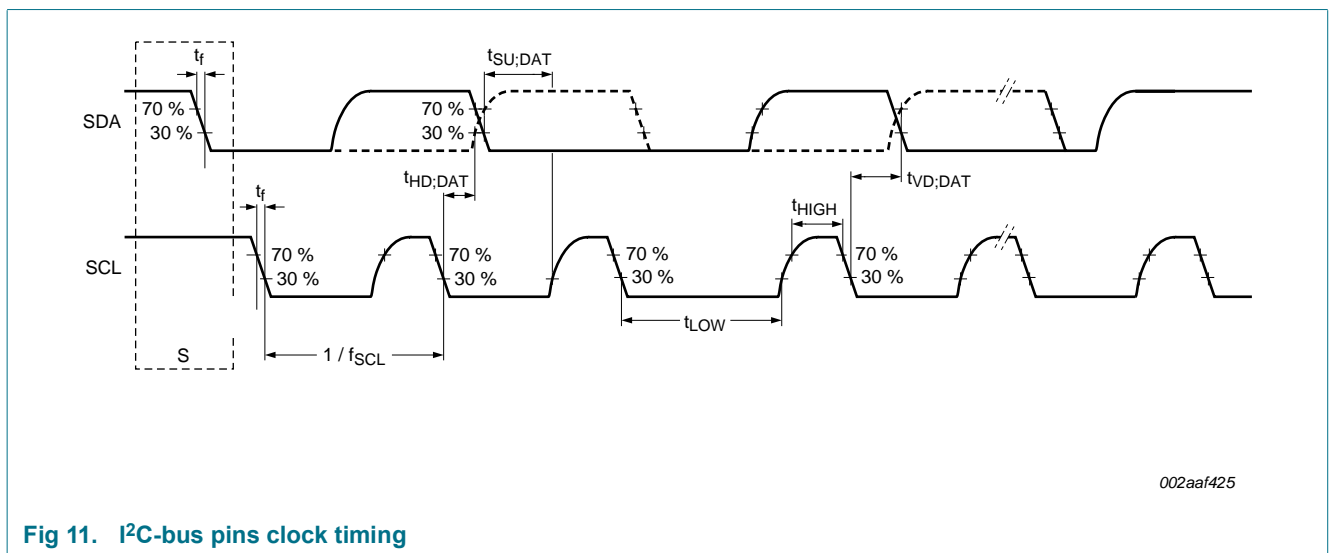 tf
tSU;DAT
70 %
30 %
SDA
70 %
30 %
tHD;DAT
tVD;DAT
tf
tHIGH
70 %
30 %
SCL
70 %
30 %
70 %
30 %
70 %
30 %
tLOW
S
1 / fSCL
002aaf425
Fig 11. I²C-bus pins clock timing